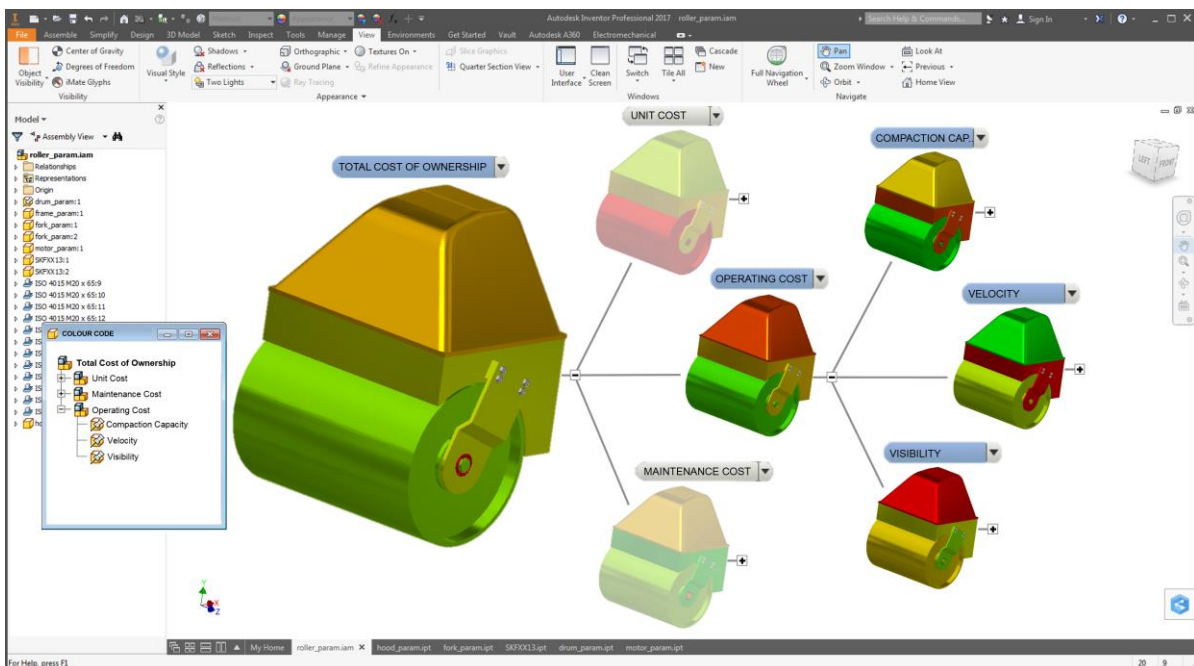 Autodesk Inventor Professional 2017 roller_param.iam
Search Help & Commands...
Sign In
File Assemble Simplify Design 3D Model Sketch Inspect Tools Manage View Environments Get Started Vault Autodesk A360 Electromechanical
Object Visibility
Center of Gravity
Degrees of Freedom
iMate Glyphs
Visibility
Visual Style
Shadows
Reflections
Two Lights
Orthographic
Ground Plane
Ray Tracing
Textures On
Refine Appearance
Appearance
Slice Graphics
Quarter Section View
User Interface
Clean Screen
Switch
Tile All
Cascade
New
Windows
Full Navigation Wheel
Pan
Zoom Window
Orbit
Look At
Previous
Home View
Navigate
Model
Assembly View
roller_param.iam
Relationships
Representations
Origin
drum_param:1
frame_param:1
fork_param:1
fork_param:2
motor_param:1
SKFXX13:1
SKFXX13:2
ISO 4015 M20 x 65:9
ISO 4015 M20 x 65:10
ISO 4015 M20 x 65:11
ISO 4015 M20 x 65:12
COLOUR CODE
Total Cost of Ownership
Unit Cost
Maintenance Cost
Operating Cost
Compaction Capacity
Velocity
Visibility
UNIT COST
COMPACTION CAP..
TOTAL COST OF OWNERSHIP
OPERATING COST
VELOCITY
VISIBILITY
MAINTENANCE COST
LEFT FRONT
Y
X
Z
My Home roller_param.iam hood_param.ipt fork_param.ipt SKFXX13.ipt drum_param.ipt motor_param.ipt
For Help, press F1
20 9